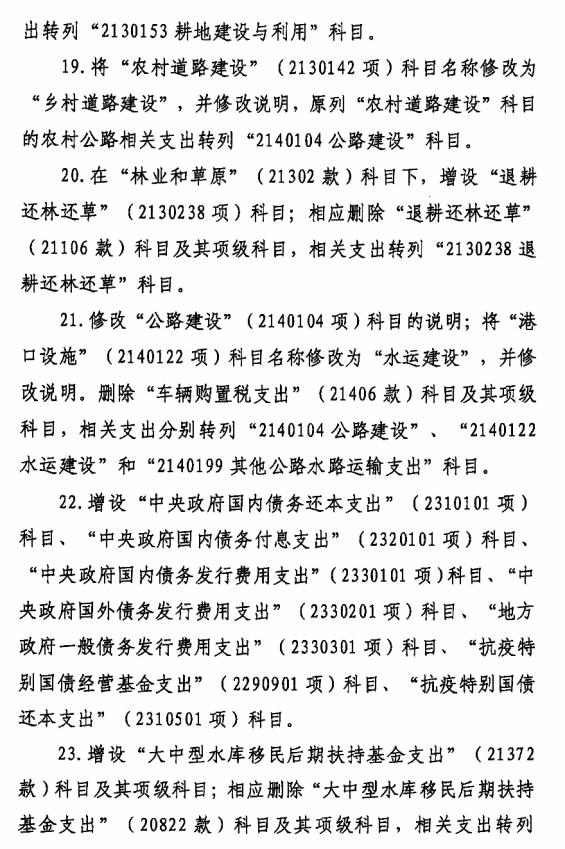 出转列“2130153 耕地建设与利用”科目。
19.将“农村道路建设”（2130142 项）科目名称修改为
“乡村道路建设”，并修改说明，原列“农村道路建设”科目
的农村公路相关支出转列“2140104 公路建设”科目。
20.在“林业和草原”（21302 款）科目下，增设“退耕
还林还草”（2130238 项）科目；相应删除“退耕还林还草”
（21106 款）科目及其项级科目，相关支出转列“2130238 退
耕还林还草”科目。
21.修改“公路建设”（2140104 项）科目的说明；将“港
口设施”（2140122 项）科目名称修改为“水运建设”，并修
改说明。删除“车辆购置税支出”（21406 款）科目及其项级
科目，相关支出分别转列“2140104 公路建设”、“2140122
水运建设”和“2140199 其他公路水路运输支出”科目。
22.增设“中央政府国内债务还本支出”（2310101 项）
科目、“中央政府国内债务付息支出”（2320101 项）科目、
“中央政府国内债务发行费用支出”（2330101 项）科目、“中
央政府国外债务发行费用支出”（2330201 项）科目、“地方
政府一般债务发行费用支出”（2330301 项）科目、“抗疫特
别国债经营基金支出”（2290901 项）科目、“抗疫特别国债
还本支出”（2310501 项）科目。
23.增设“大中型水库移民后期扶持基金支出”（21372
款）科目及其项级科目；相应删除“大中型水库移民后期扶持
基金支出”（20822 款）科目及其项级科目，相关支出转列